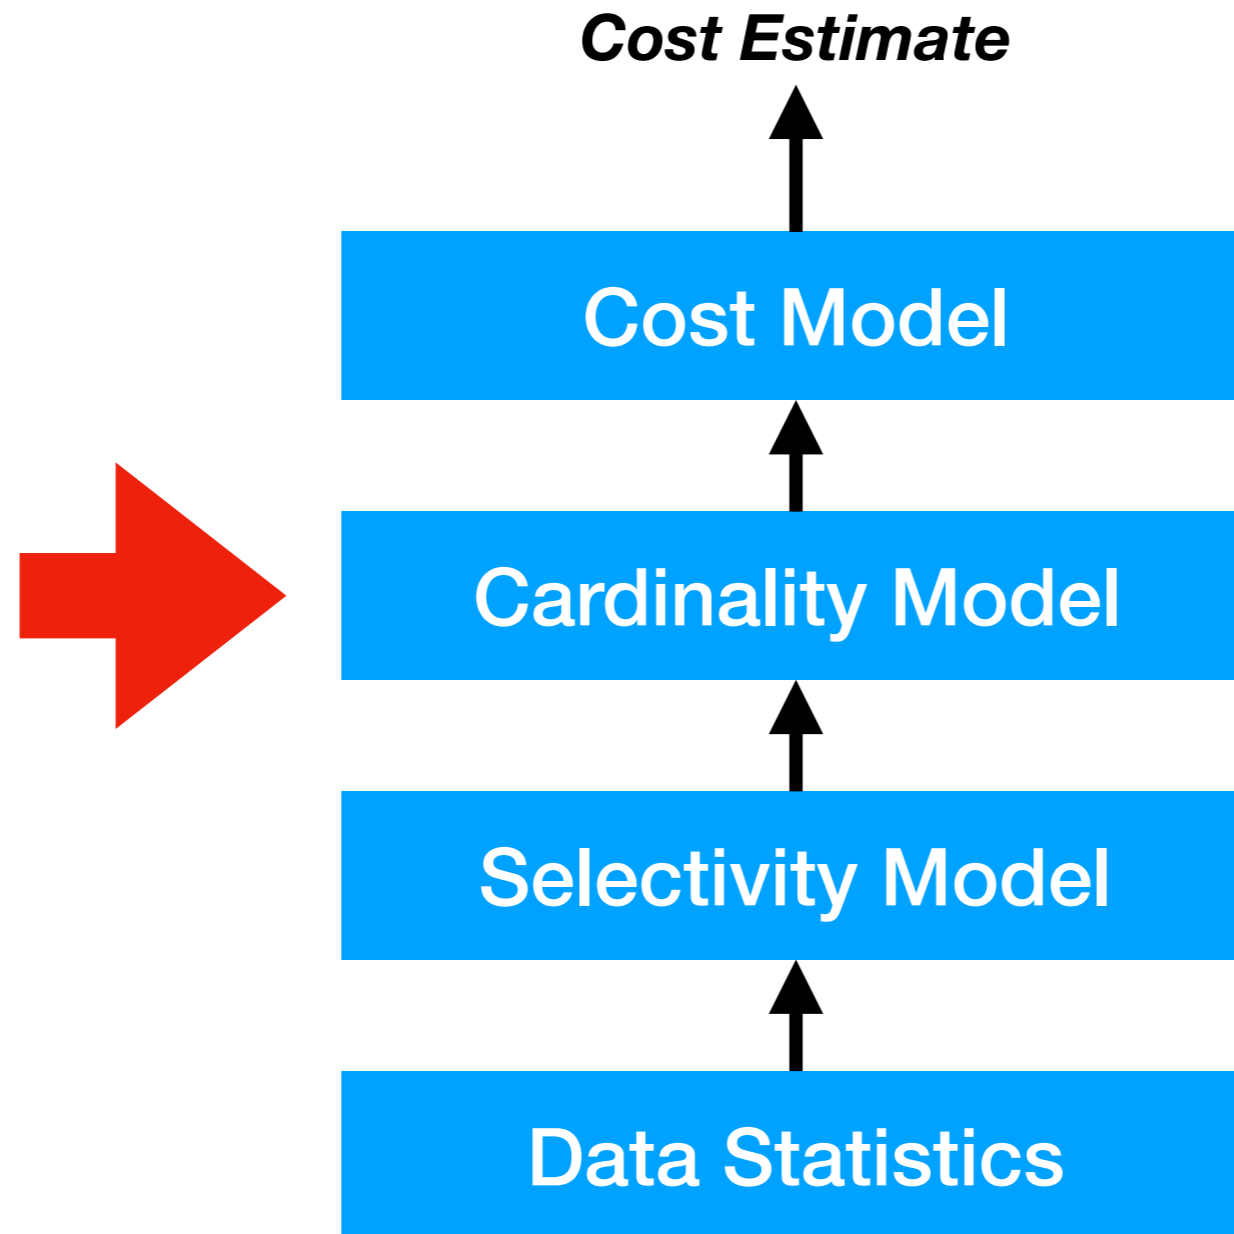 Cost Estimate
Cost Model
Cardinality Model
Selectivity Model
Data Statistics